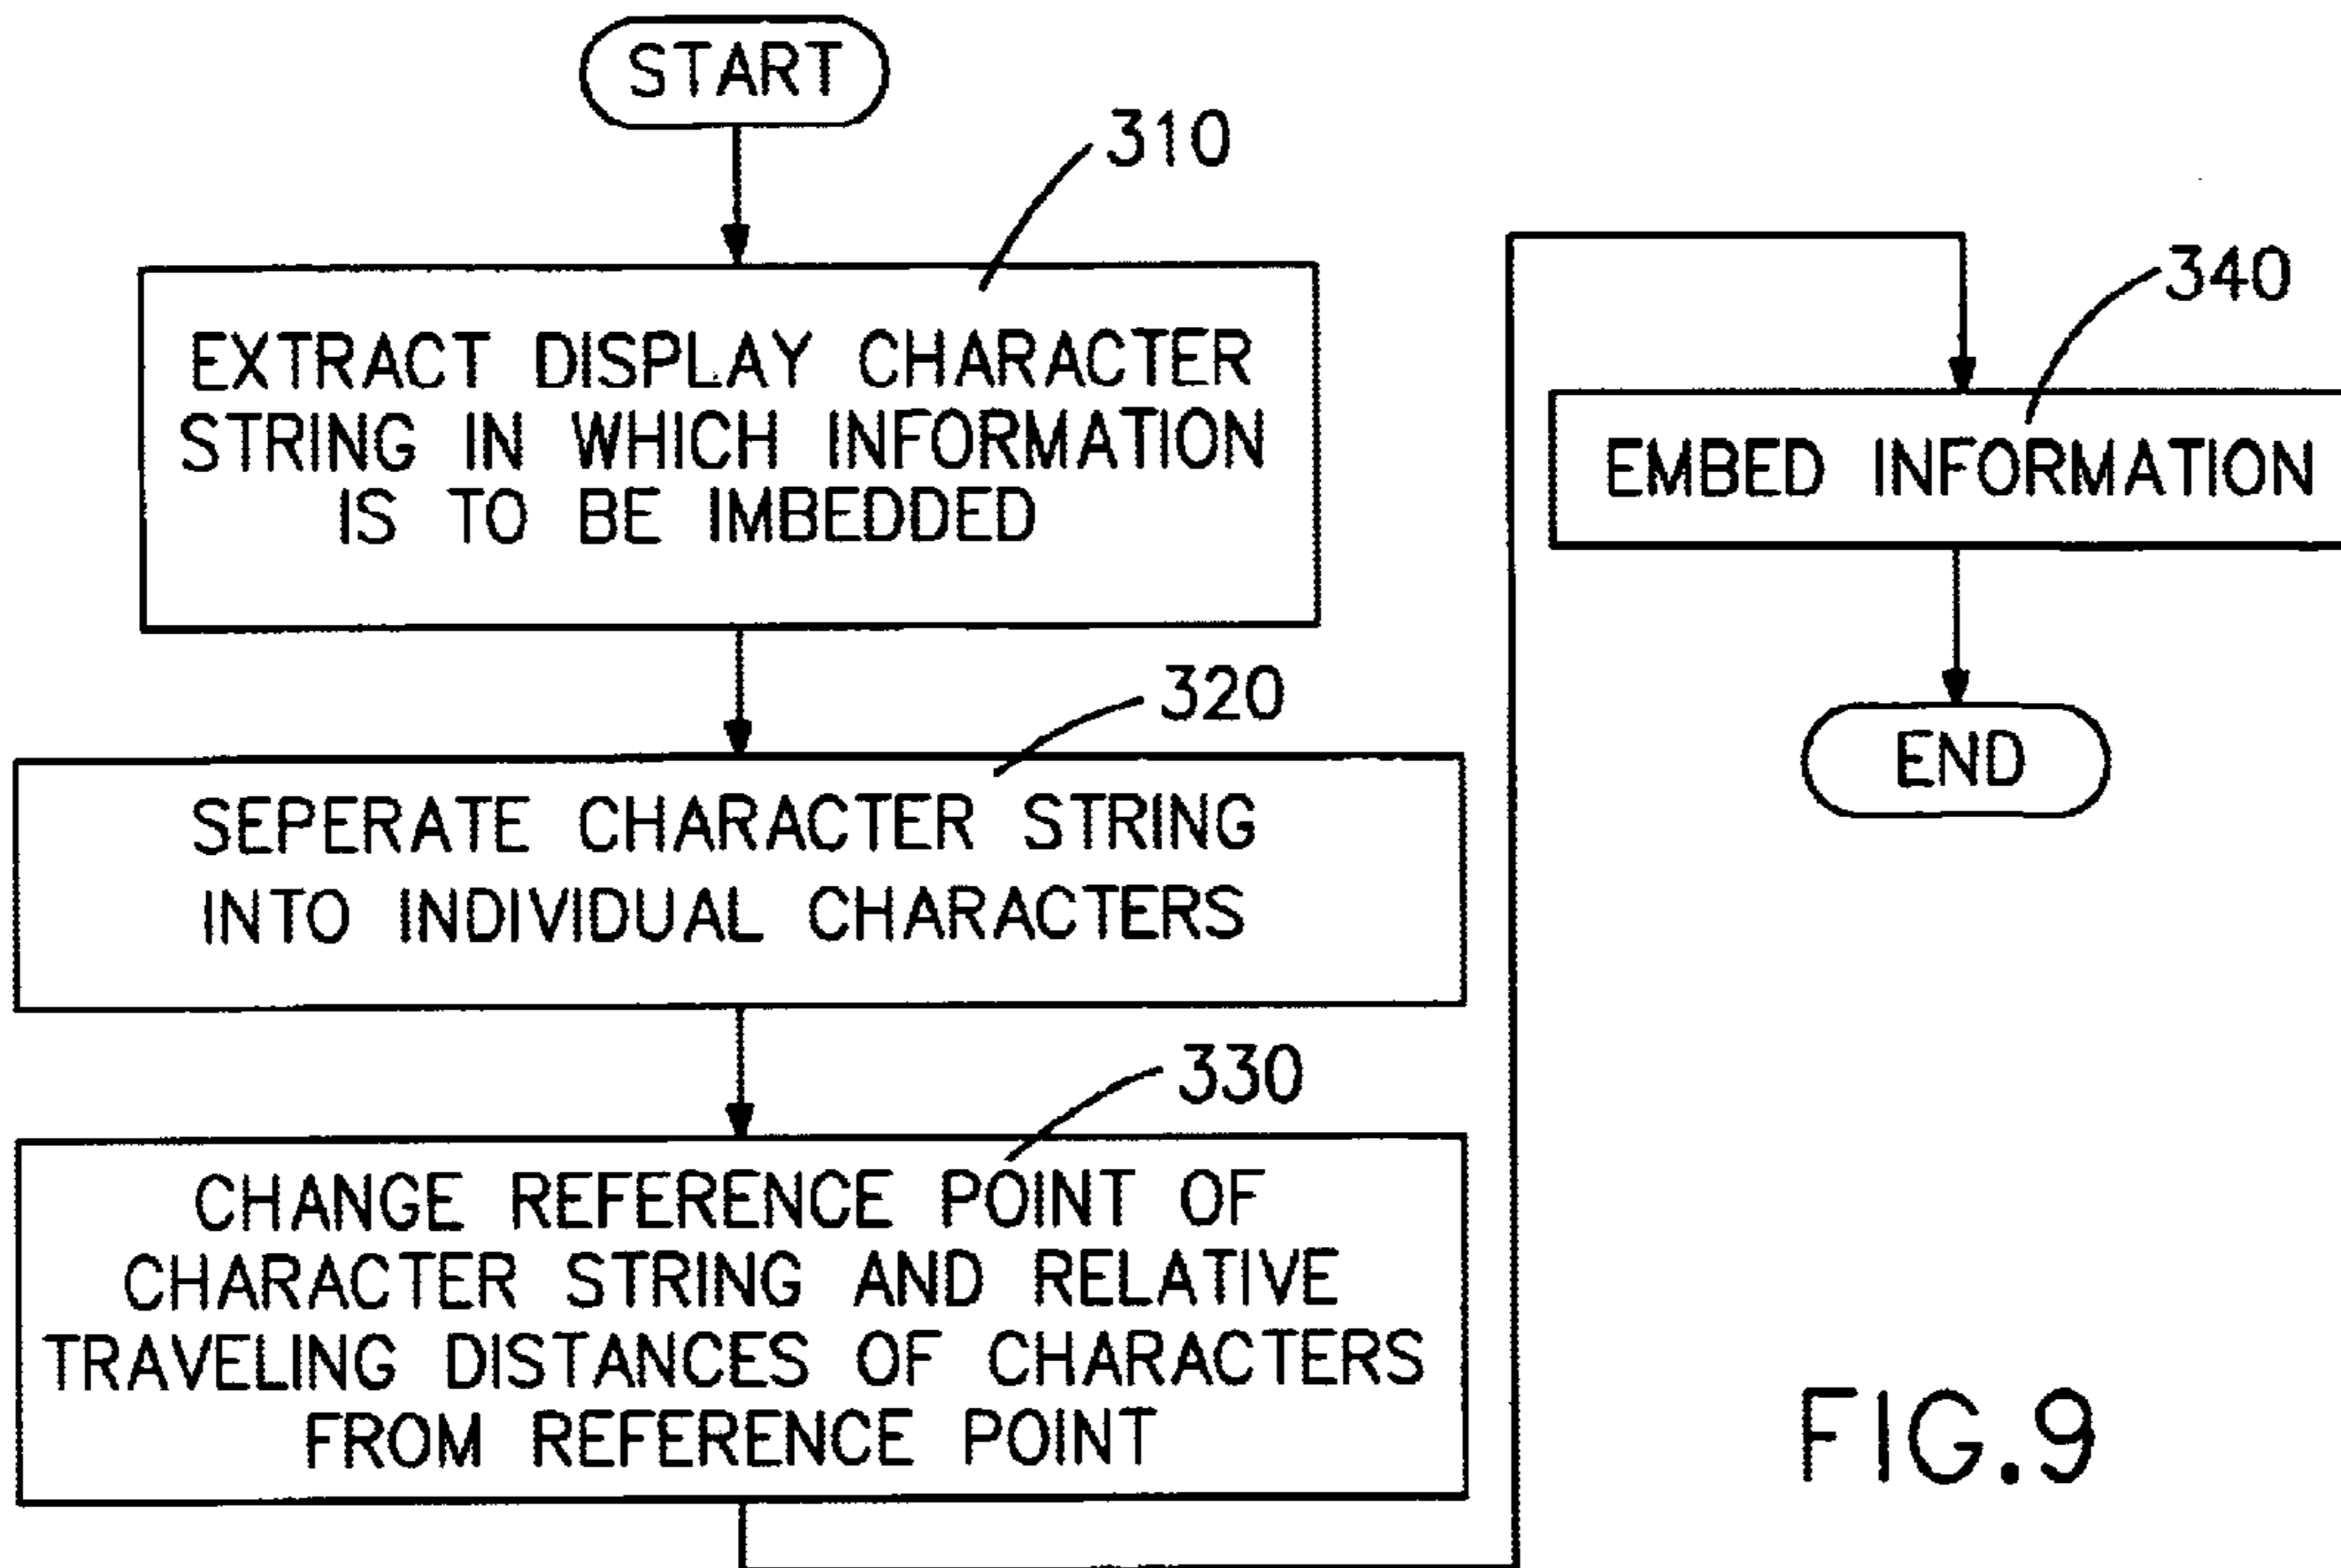 START
310
EXTRACT DISPLAY CHARACTER
STRING IN WHICH INFORMATION
IS TO BE IMBEDDED
320
SEPERATE CHARACTER STRING
INTO INDIVIDUAL CHARACTERS
330
CHANGE REFERENCE POINT OF
CHARACTER STRING AND RELATIVE
TRAVELING DISTANCES OF CHARACTERS
FROM REFERENCE POINT
340
EMBED INFORMATION
END
FIG.9